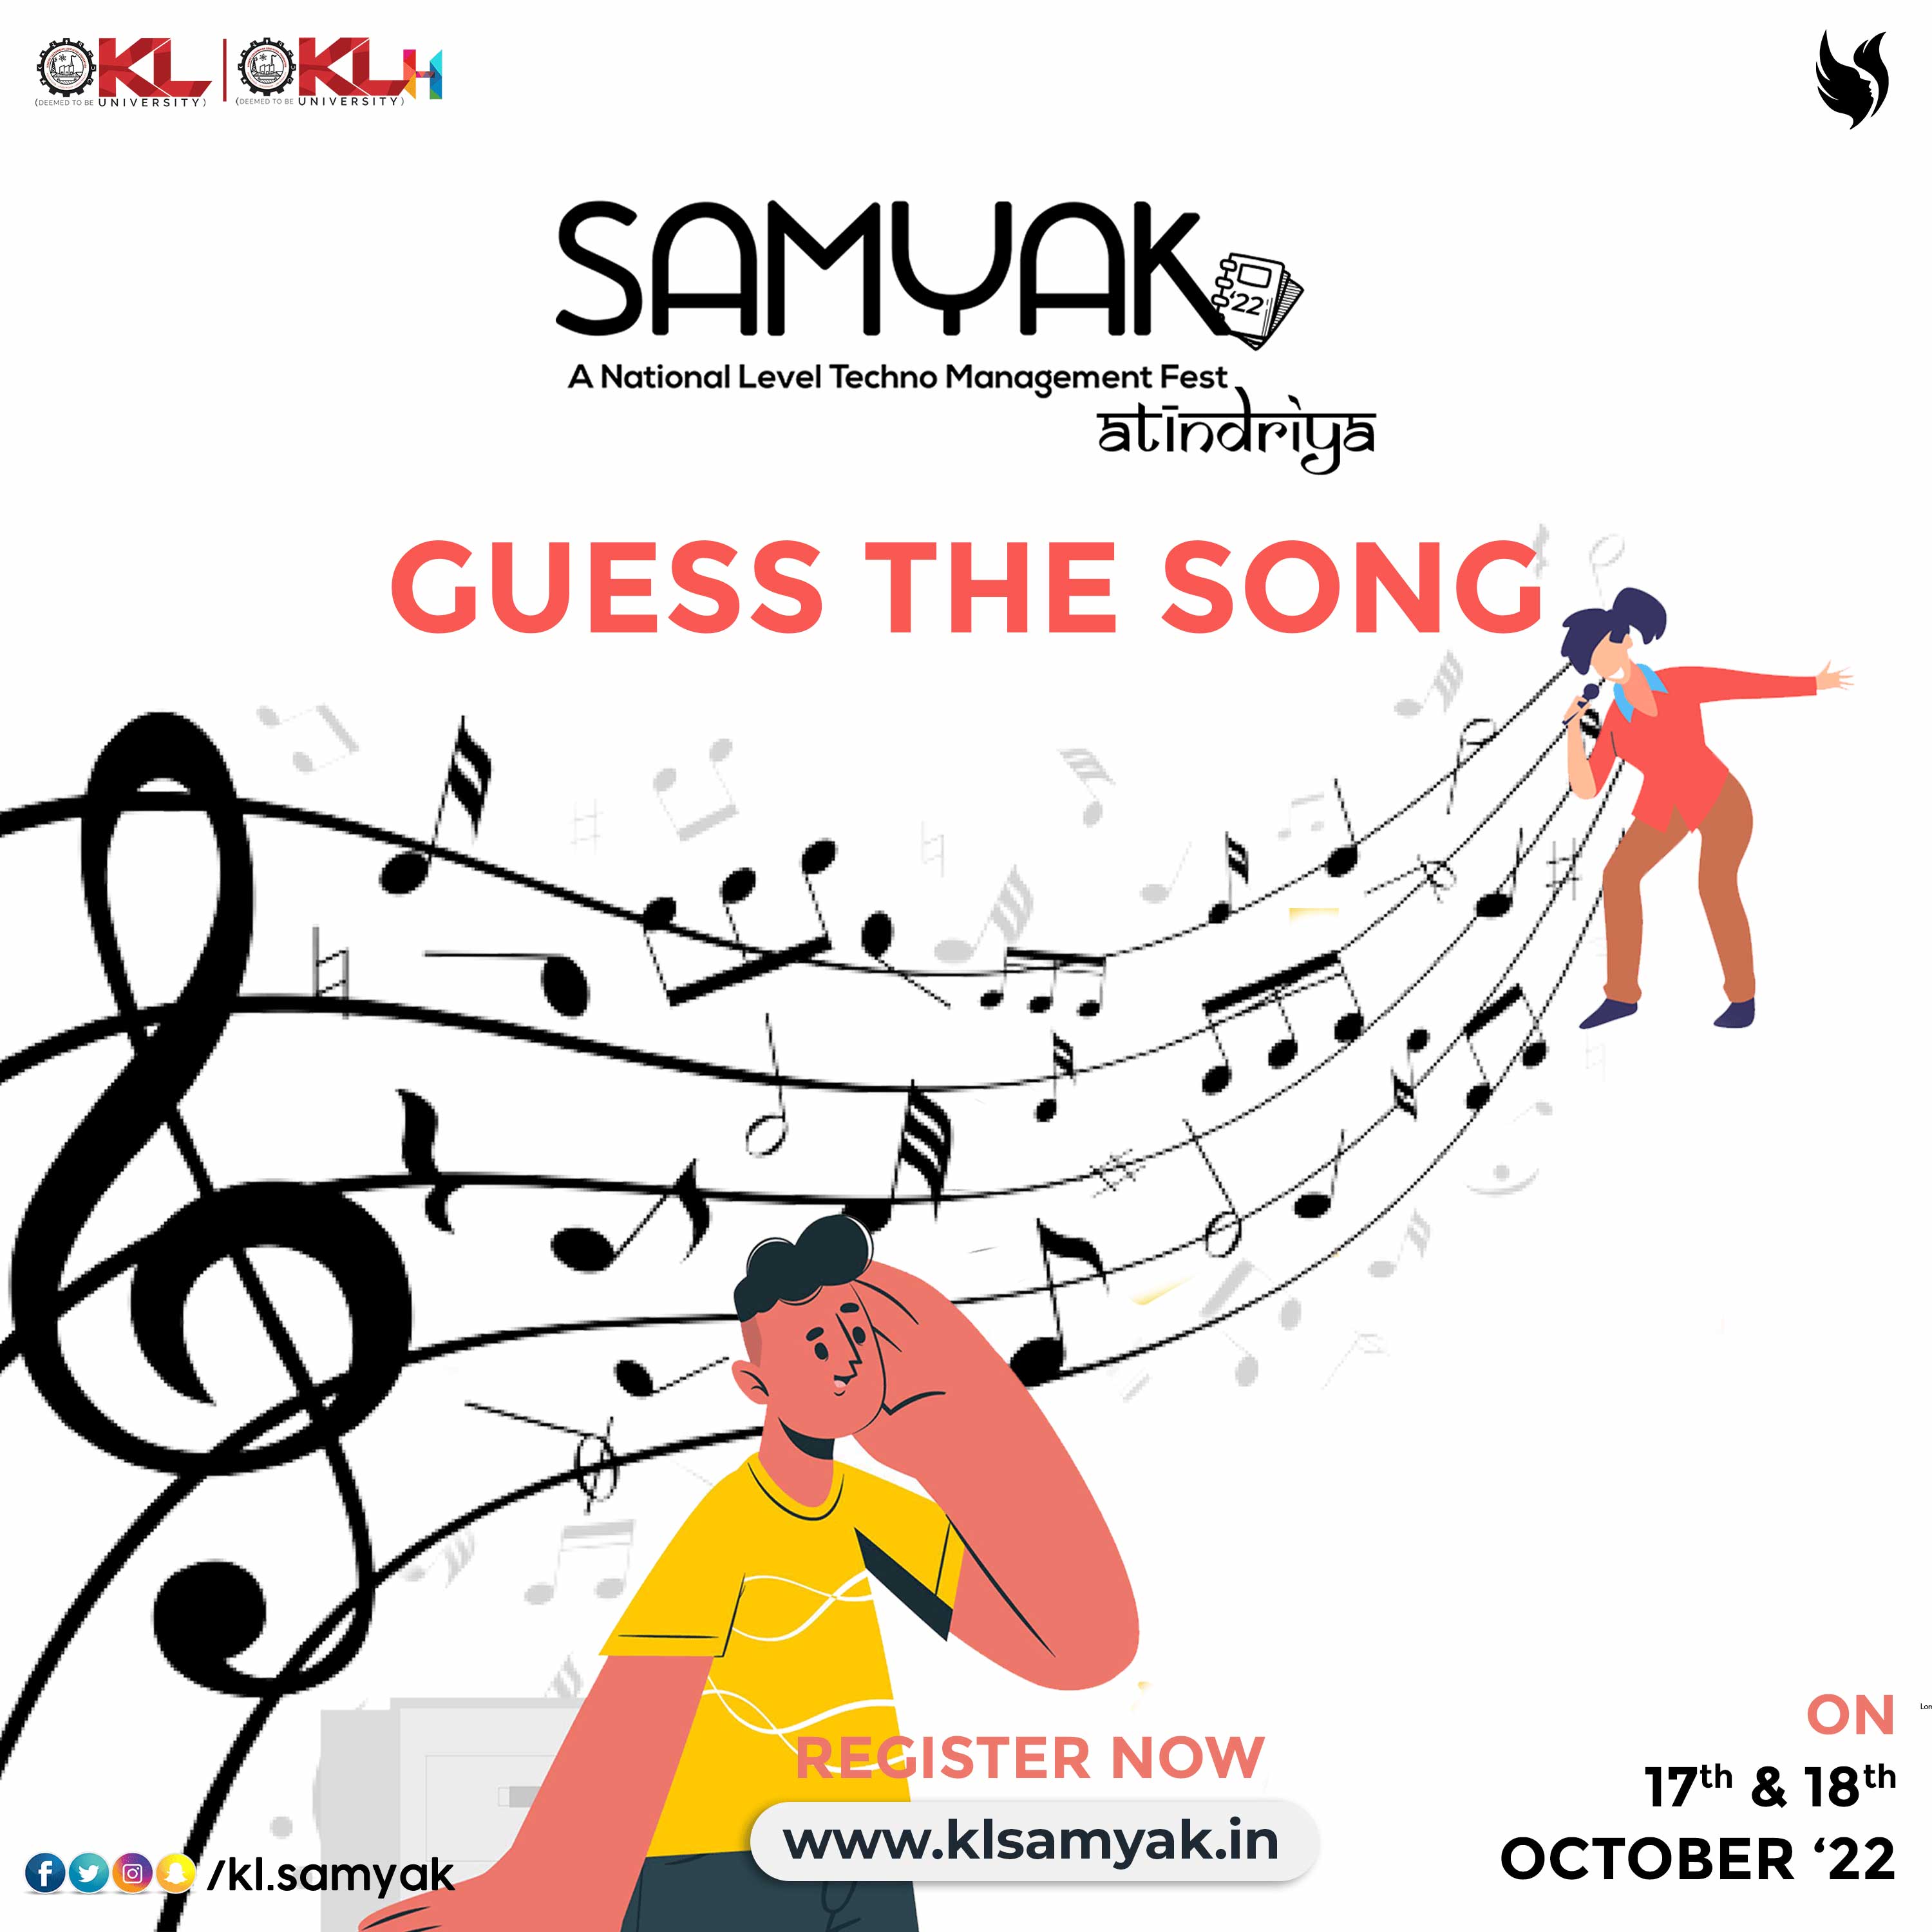 KL | KLH
(DEEMED TO BE UNIVERSITY) (DEEMED TO BE UNIVERSITY)
SAMYAK '22
A National Level Techno Management Fest
atīndriya
GUESS THE SONG
REGISTER NOW
www.klsamyak.in
/kl.samyak
ON
Lor
17th & 18th
OCTOBER ‘22